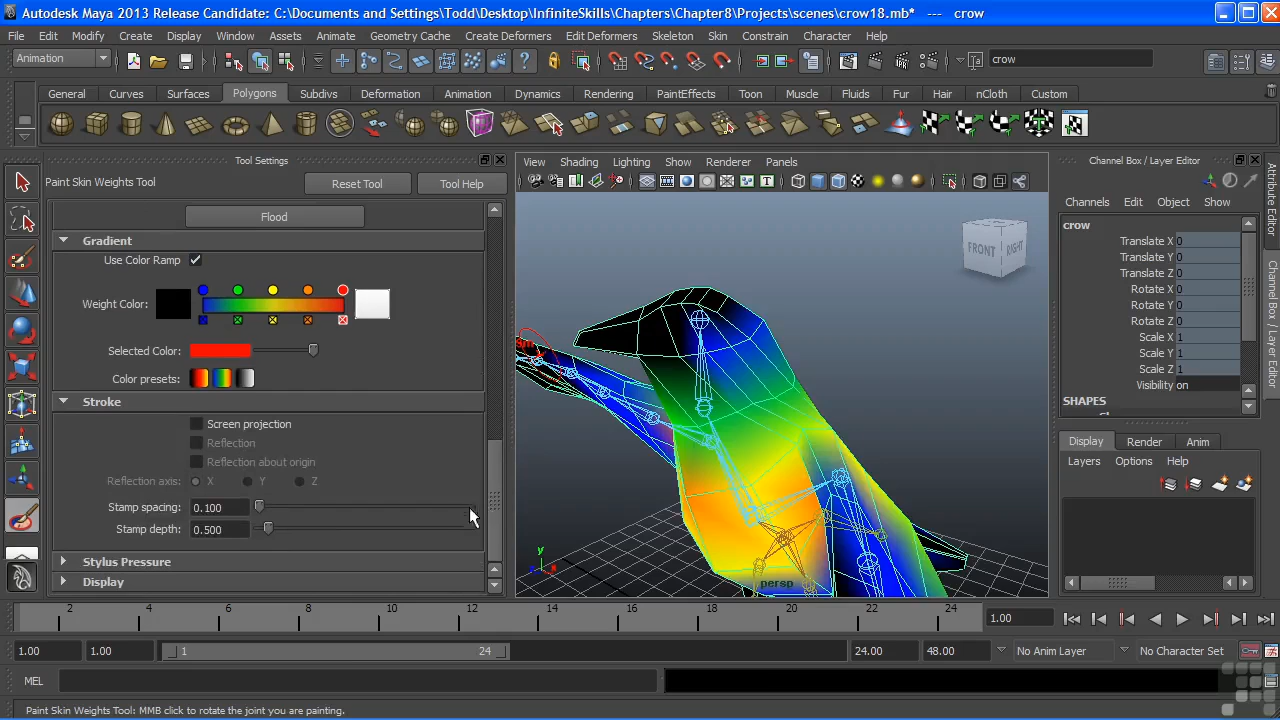 Autodesk Maya 2013 Release Candidate: C:\Documents and Settings\Todd\Desktop\InfiniteSkills\Chapters\Chapter8\Projects\scenes\crow18.mb* --- crow
File Edit Modify Create Display Window Assets Animate Geometry Cache Create Deformers Edit Deformers Skeleton Skin Constrain Character Help
Animation
crow
General Curves Surfaces Polygons Subdivs Deformation Animation Dynamics Rendering PaintEffects Toon Muscle Fluids Fur Hair nCloth Custom
Tool Settings
Paint Skin Weights Tool Reset Tool Tool Help
Flood
Gradient
Use Color Ramp
Weight Color:
Selected Color:
Color presets:
Stroke
Screen projection
Reflection
Reflection about origin
Reflection axis: X Y Z
Stamp spacing: 0.100
Stamp depth: 0.500
Stylus Pressure
Display
View Shading Lighting Show Renderer Panels
FRONT RIGHT
y
x
persp
Channel Box / Layer Editor
Channels Edit Object Show
crow
Translate X 0
Translate Y 0
Translate Z 0
Rotate X 0
Rotate Y 0
Rotate Z 0
Scale X 1
Scale Y 1
Scale Z 1
Visibility on
SHAPES
Display Render Anim
Layers Options Help
Attribute Editor
Channel Box / Layer Editor
2 4 6 8 10 12 14 16 18 20 22 24
1.00
1.00 1.00 1 24 24.00 48.00 No Anim Layer No Character Set
MEL
Paint Skin Weights Tool: MMB click to rotate the joint you are painting.